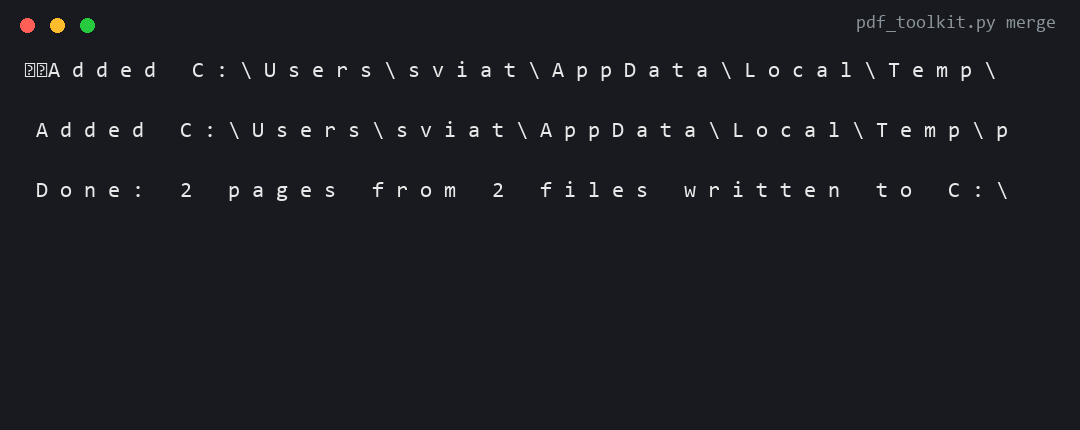 pdf_toolkit.py merge
Added C:\Users\sviat\AppData\Local\Temp\
Added C:\Users\sviat\AppData\Local\Temp\p
Done: 2 pages from 2 files written to C:\